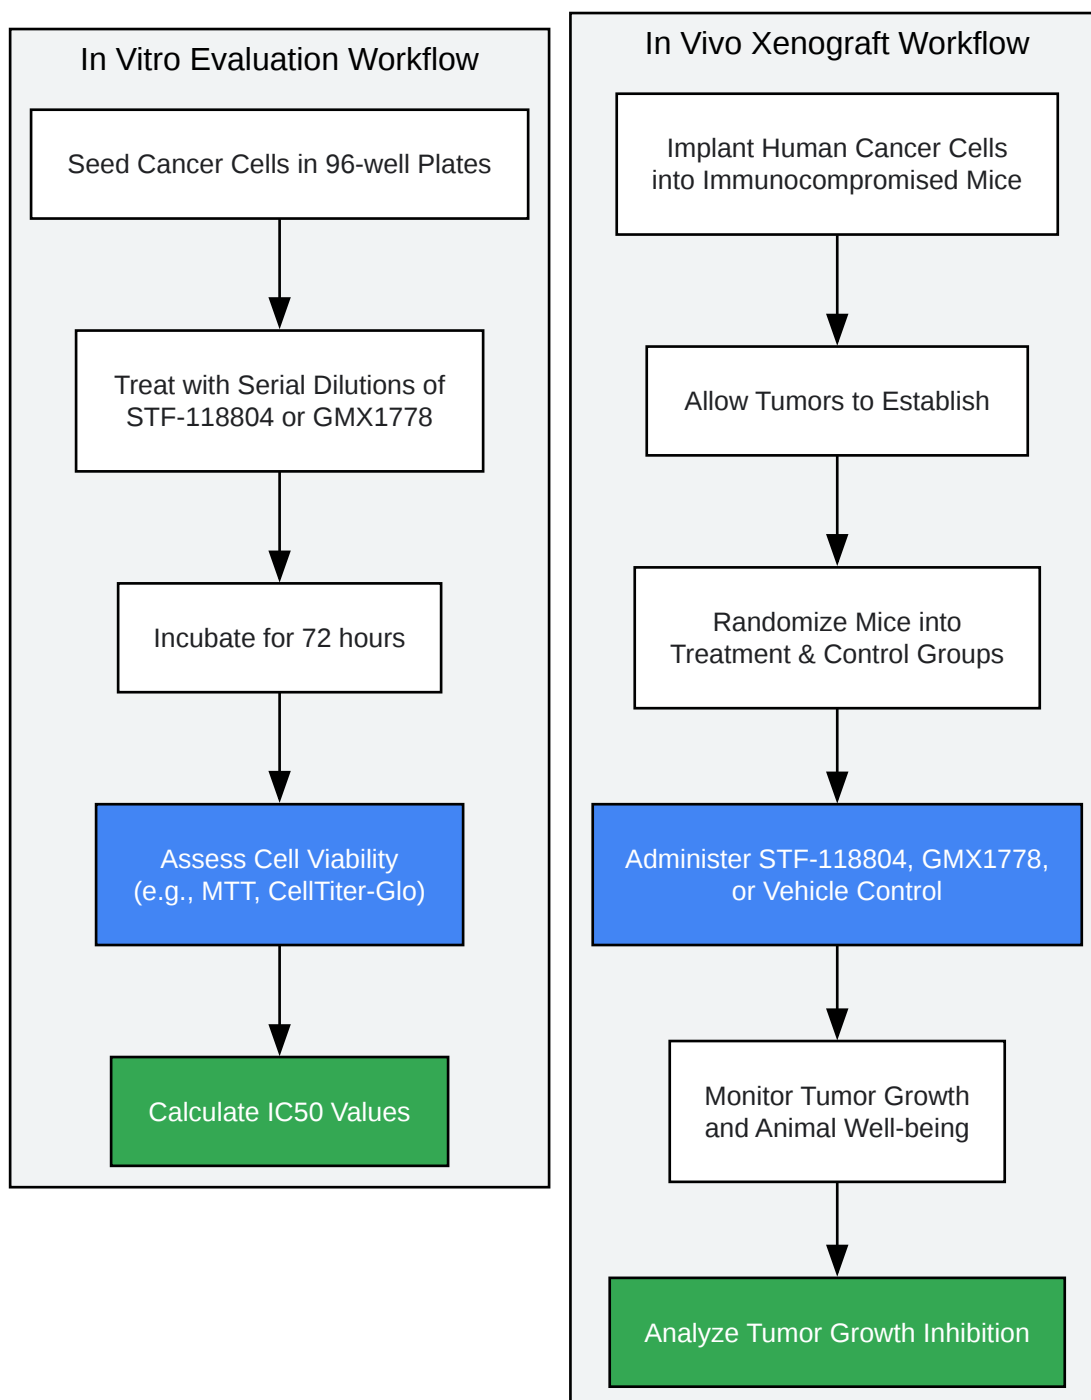 In Vitro Evaluation Workflow
Seed Cancer Cells in 96-well Plates
Treat with Serial Dilutions of
STF-118804 or GMX1778
Incubate for 72 hours
Assess Cell Viability
(e.g., MTT, CellTiter-Glo)
Calculate IC50 Values
In Vivo Xenograft Workflow
Implant Human Cancer Cells
into Immunocompromised Mice
Allow Tumors to Establish
Randomize Mice into
Treatment & Control Groups
Administer STF-118804, GMX1778,
or Vehicle Control
Monitor Tumor Growth
and Animal Well-being
Analyze Tumor Growth Inhibition